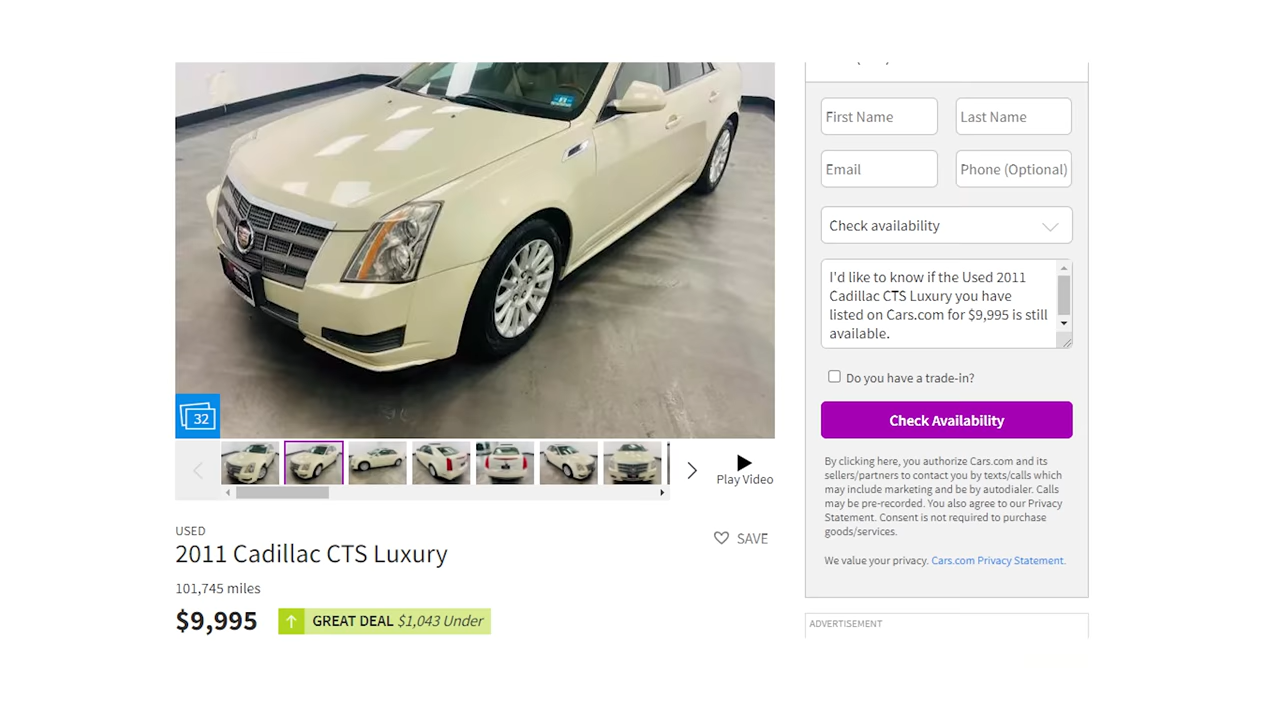 First Name
Last Name
Email
Phone (Optional)
Check availability
I'd like to know if the Used 2011
Cadillac CTS Luxury you have
listed on Cars.com for $9,995 is still
available.
Do you have a trade-in?
Check Availability
By clicking here, you authorize Cars.com and its
sellers/partners to contact you by texts/calls which
may include marketing and be by autodialer. Calls
may be pre-recorded. You also agree to our Privacy
Statement. Consent is not required to purchase
goods/services.
We value your privacy. Cars.com Privacy Statement.
ADVERTISEMENT
32
Play Video
USED
SAVE
2011 Cadillac CTS Luxury
101,745 miles
$9,995
GREAT DEAL $1,043 Under